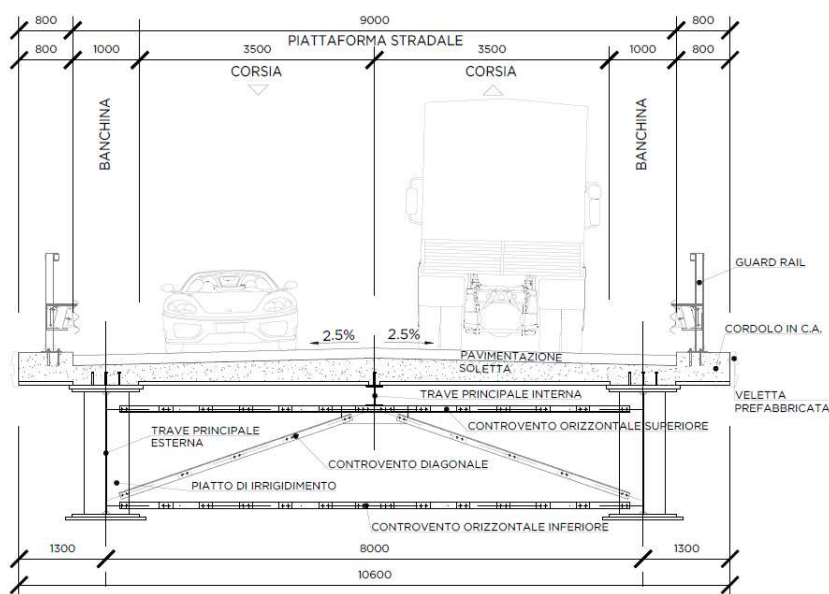 800 9000 800
PIATTAFORMA STRADALE
800 1000 3500 3500 1000 800
CORSIA CORSIA
BANCHINA
BANCHINA
GUARD RAIL
2.5% 2.5%
CORDOLO IN C.A.
PAVIMENTAZIONE
SOLETTA
TRAVE PRINCIPALE INTERNA
VELETTA
PREFABBRICATA
TRAVE PRINCIPALE
ESTERNA
CONTROVENTO ORIZZONTALE SUPERIORE
CONTROVENTO DIAGONALE
PIATTO DI IRRIGIDIMENTO
CONTROVENTO ORIZZONTALE INFERIORE
1300 8000 1300
10600